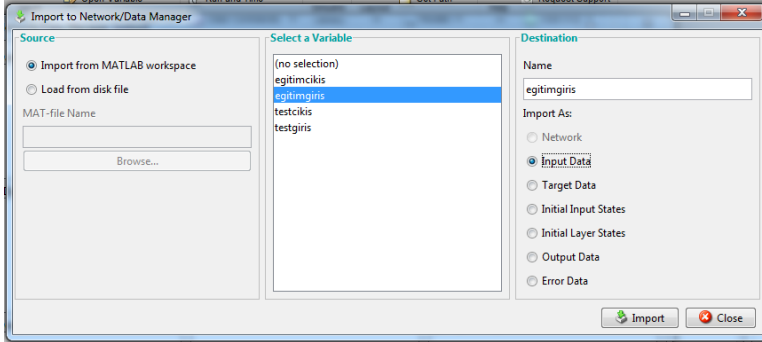 Import to Network/Data Manager
Source
Import from MATLAB workspace
Load from disk file
MAT-file Name
Browse...
Select a Variable
(no selection)
egitimcikis
egitimgiris
testcikis
testgiris
Destination
Name
egitimgiris
Import As:
Network
Input Data
Target Data
Initial Input States
Initial Layer States
Output Data
Error Data
Import
Close